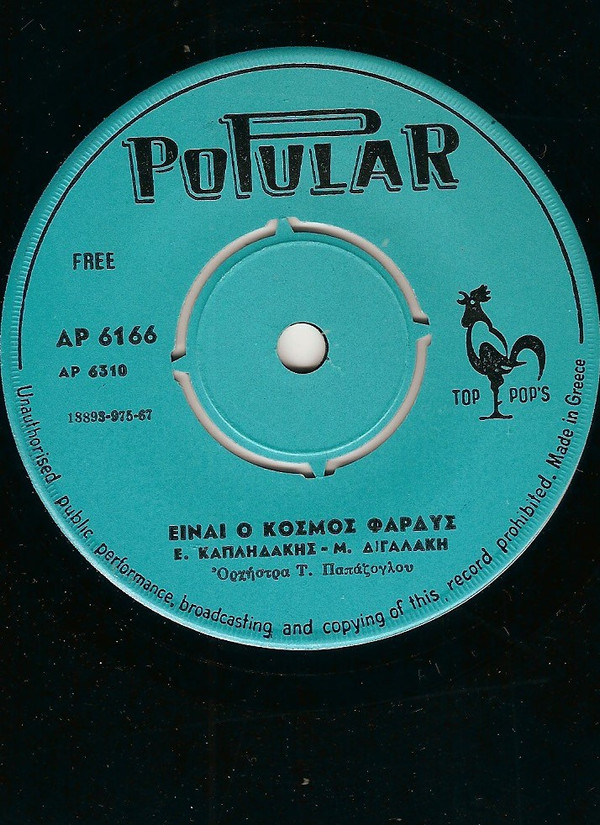 POPULAR
FREE
AP 6166
AP 6310
18893-975-67
TOP POP'S
ΕΙΝΑΙ Ο ΚΟΣΜΟΣ ΦΑΡΔΥΣ
Ε. ΚΑΠΛΗΔΑΚΗΣ - Μ. ΔΙΓΑΛΑΚΗ
Ὀρχήστρα Τ. Παπάζογλου
Unauthorised public performance, broadcasting and copying of this record prohibited. Made in Greece